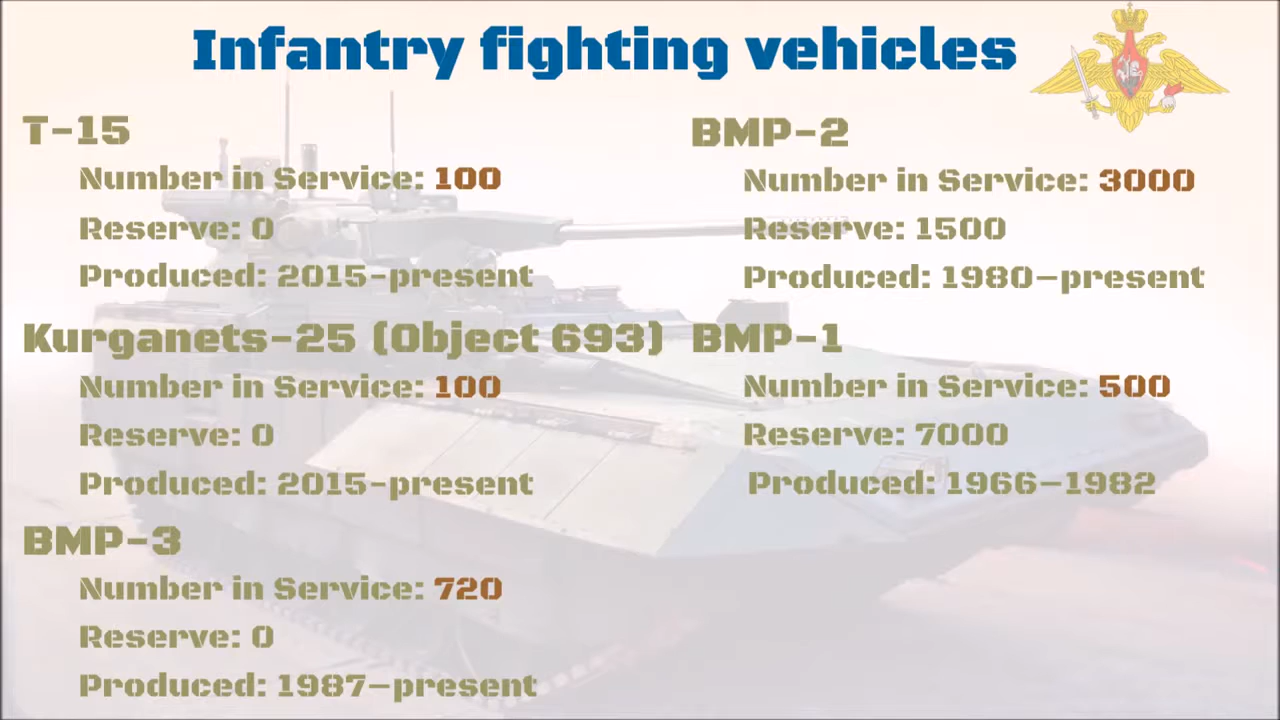 Infantry fighting vehicles
T-15
Number in Service: 100
Reserve: 0
Produced: 2015-present
Kurganets-25 (Object 693)
Number in Service: 100
Reserve: 0
Produced: 2015-present
BMP-3
Number in Service: 720
Reserve: 0
Produced: 1987–present
BMP-2
Number in Service: 3000
Reserve: 1500
Produced: 1980–present
BMP-1
Number in Service: 500
Reserve: 7000
Produced: 1966–1982